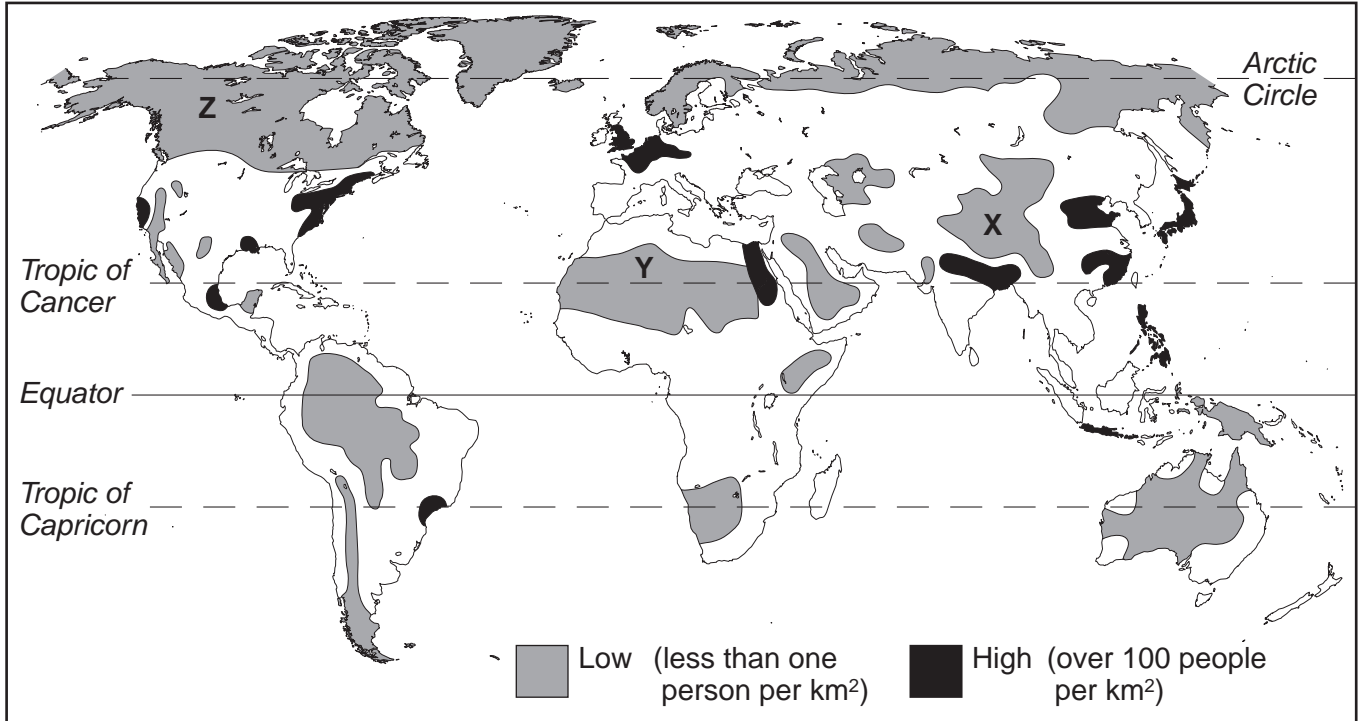 Arctic
Circle
Z
X
Y
Tropic of
Cancer
Equator
Tropic of
Capricorn
Low (less than one
person per km²)
High (over 100 people
per km²)